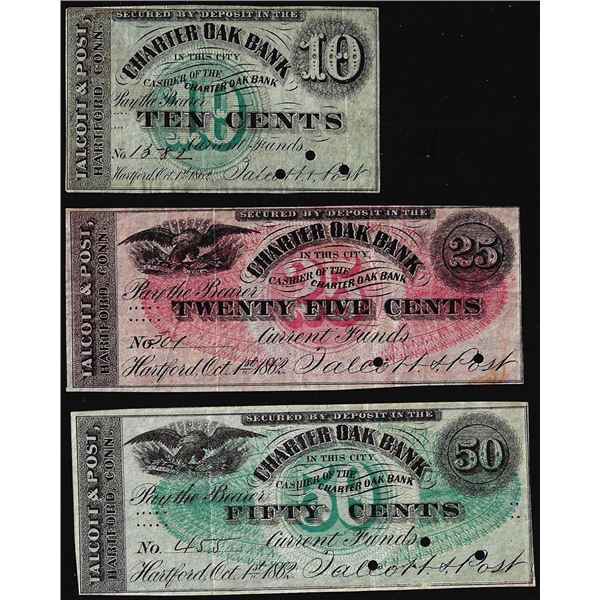 TALCOTT & POST,
HARTFORD, CONN.
SECURED BY DEPOSIT IN THE
CHARTER OAK BANK
10
IN THIS CITY
CASHIER OF THE
CHARTER OAK BANK
Pay the Bearer
10
TEN CENTS
Current Funds
No. 1382
Hartford, Oct. 1st 1862. Talcott & Post
TALCOTT & POST,
HARTFORD, CONN.
SECURED BY DEPOSIT IN THE
CHARTER OAK BANK
25
IN THIS CITY,
CASHIER OF THE
CHARTER OAK BANK
Pay the Bearer
25
TWENTY FIVE CENTS
Current Funds
No. 301
Hartford, Oct. 1st 1862. Talcott & Post
TALCOTT & POST,
HARTFORD, CONN.
SECURED BY DEPOSIT IN THE
CHARTER OAK BANK
50
IN THIS CITY,
CASHIER OF THE
CHARTER OAK BANK
Pay the Bearer
50
FIFTY CENTS
Current Funds
No. 455
Hartford, Oct. 1st 1862. Talcott & Post